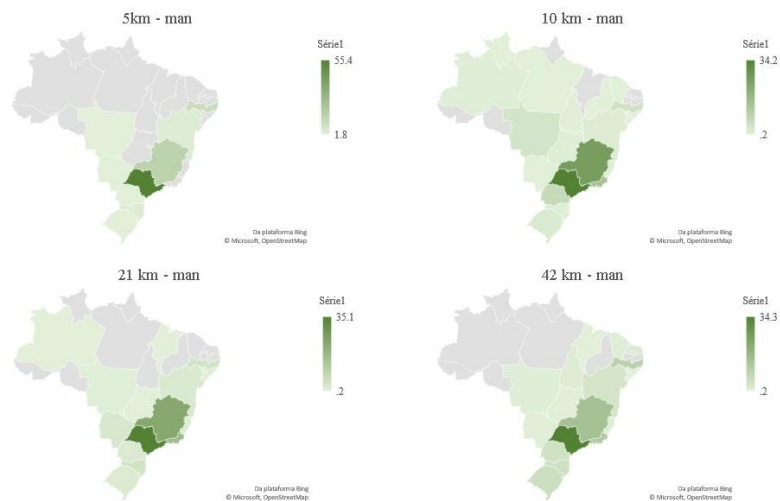 5km - man
Série1
55.4
1.8
Da plataforma Bing
© Microsoft, OpenStreetMap
10 km - man
Série1
34.2
.2
Da plataforma Bing
© Microsoft, OpenStreetMap
21 km - man
Série1
35.1
.2
Da plataforma Bing
© Microsoft, OpenStreetMap
42 km - man
Série1
34.3
.2
Da plataforma Bing
© Microsoft, OpenStreetMap